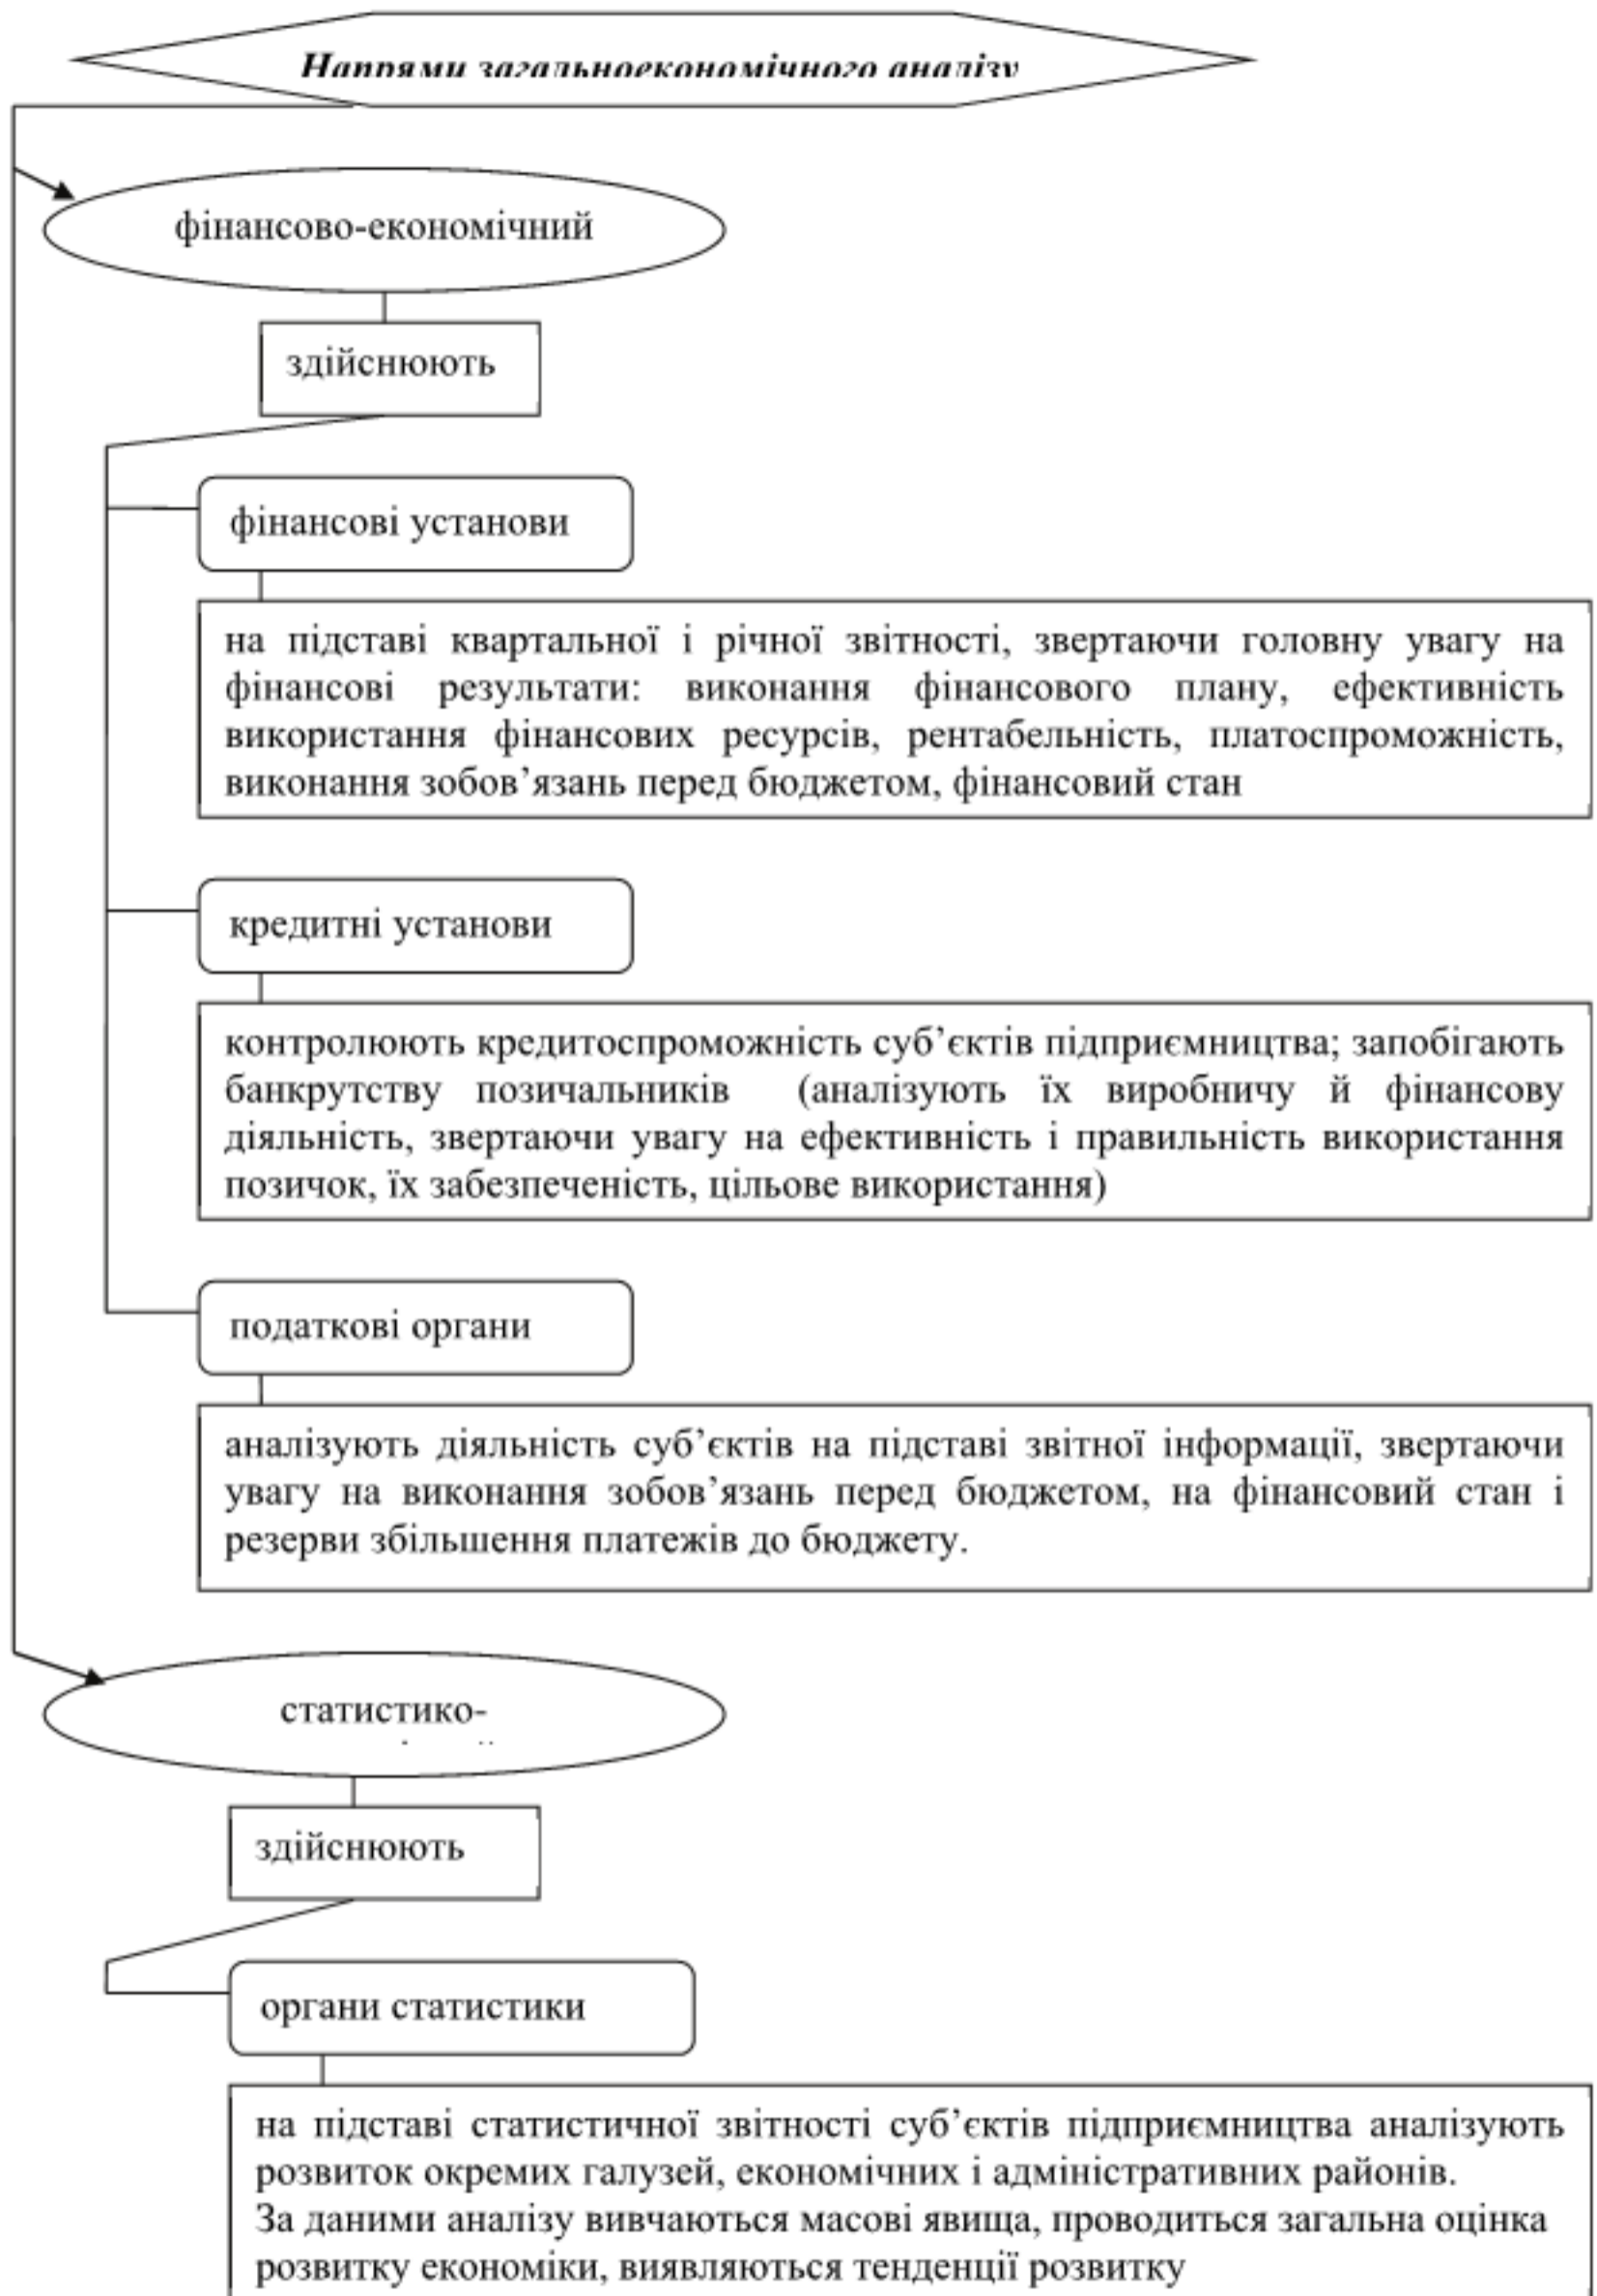 Напрями загальноекономічного аналізу
фінансово-економічний
здійснюють
фінансові установи
на підставі квартальної і річної звітності, звертаючи головну увагу на
фінансові результати: виконання фінансового плану, ефективність
використання фінансових ресурсів, рентабельність, платоспроможність,
виконання зобов’язань перед бюджетом, фінансовий стан
кредитні установи
контролюють кредитоспроможність суб’єктів підприємництва; запобігають
банкрутству позичальників (аналізують їх виробничу й фінансову
діяльність, звертаючи увагу на ефективність і правильність використання
позичок, їх забезпеченість, цільове використання)
податкові органи
аналізують діяльність суб’єктів на підставі звітної інформації, звертаючи
увагу на виконання зобов’язань перед бюджетом, на фінансовий стан і
резерви збільшення платежів до бюджету.
статистико-
здійснюють
органи статистики
на підставі статистичної звітності суб’єктів підприємництва аналізують
розвиток окремих галузей, економічних і адміністративних районів.
За даними аналізу вивчаються масові явища, проводиться загальна оцінка
розвитку економіки, виявляються тенденції розвитку